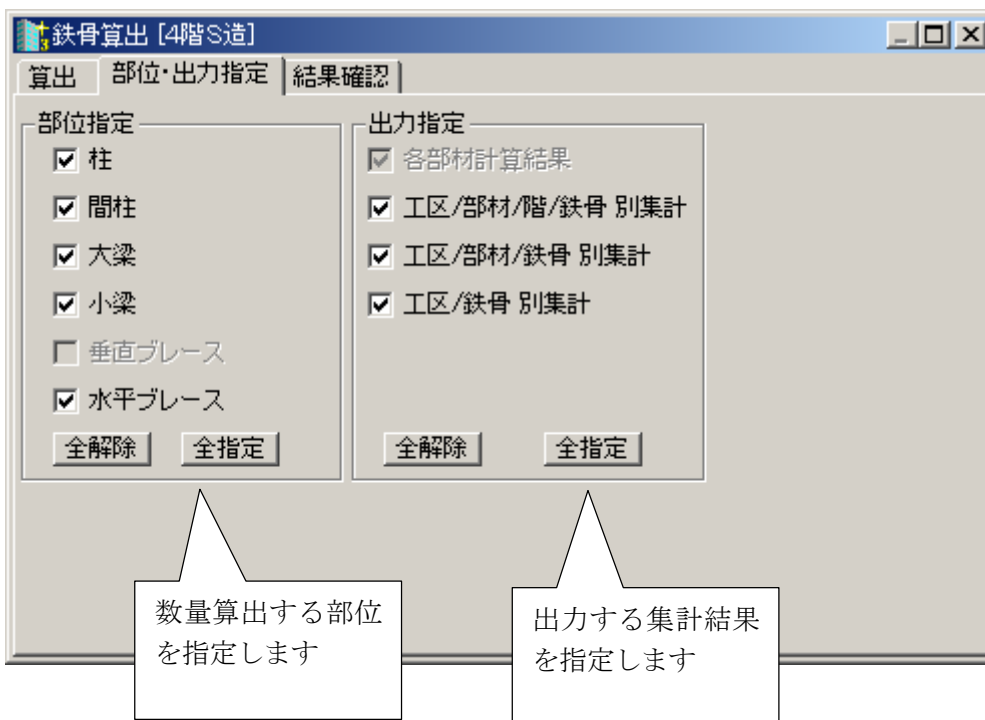 鉄骨算出 [4階S造]
算出 部位・出力指定 結果確認
部位指定
柱
間柱
大梁
小梁
垂直ブレース
水平ブレース
全解除 全指定
出力指定
各部材計算結果
工区/部材/階/鉄骨 別集計
工区/部材/鉄骨 別集計
工区/鉄骨 別集計
全解除 全指定
数量算出する部位
を指定します
出力する集計結果
を指定します